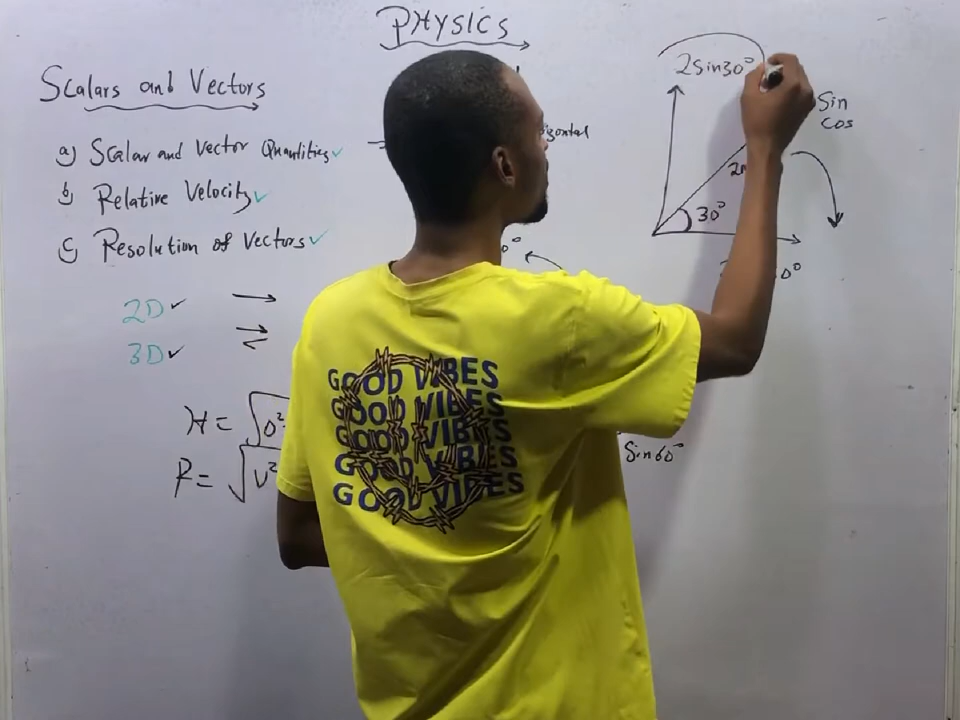 PHYSICS
Scalars and Vectors
a) Scalar and Vector Quantities ✓
b) Relative Velocity ✓
c) Resolution of Vectors ✓
2D ✓
3D ✓
H =
R =
2Sin30°
Sin
Cos
30°
Sin60°
GOOD VIBES
GOOD VIBES
GOOD VIBES
GOOD VIBES
GOOD VIBES